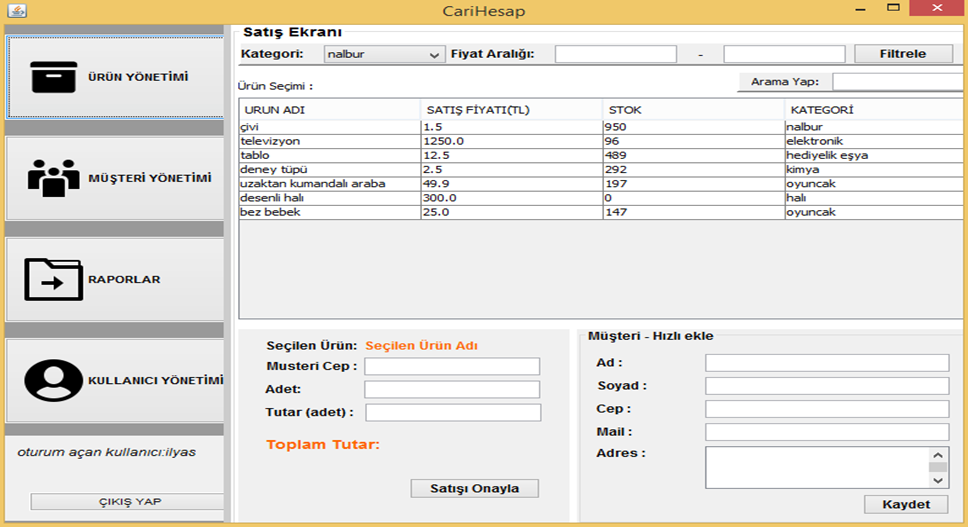 CariHesap
ÜRÜN YÖNETİMİ
MÜŞTERİ YÖNETİMİ
RAPORLAR
KULLANICI YÖNETİMİ
oturum açan kullanıcı:ilyas
ÇIKIŞ YAP
Satış Ekranı
Kategori: nalbur Fiyat Aralığı: - Filtrele
Ürün Seçimi : Arama Yap:
URUN ADI SATIŞ FİYATI(TL) STOK KATEGORİ
çivi 1.5 950 nalbur
televizyon 1250.0 96 elektronik
tablo 12.5 489 hediyelik eşya
deney tüpü 2.5 292 kimya
uzaktan kumandalı araba 49.9 197 oyuncak
desenli halı 300.0 0 halı
bez bebek 25.0 147 oyuncak
Seçilen Ürün: Seçilen Ürün Adı
Musteri Cep :
Adet:
Tutar (adet) :
Toplam Tutar:
Satışı Onayla
Müşteri - Hızlı ekle
Ad :
Soyad :
Cep :
Mail :
Adres :
Kaydet